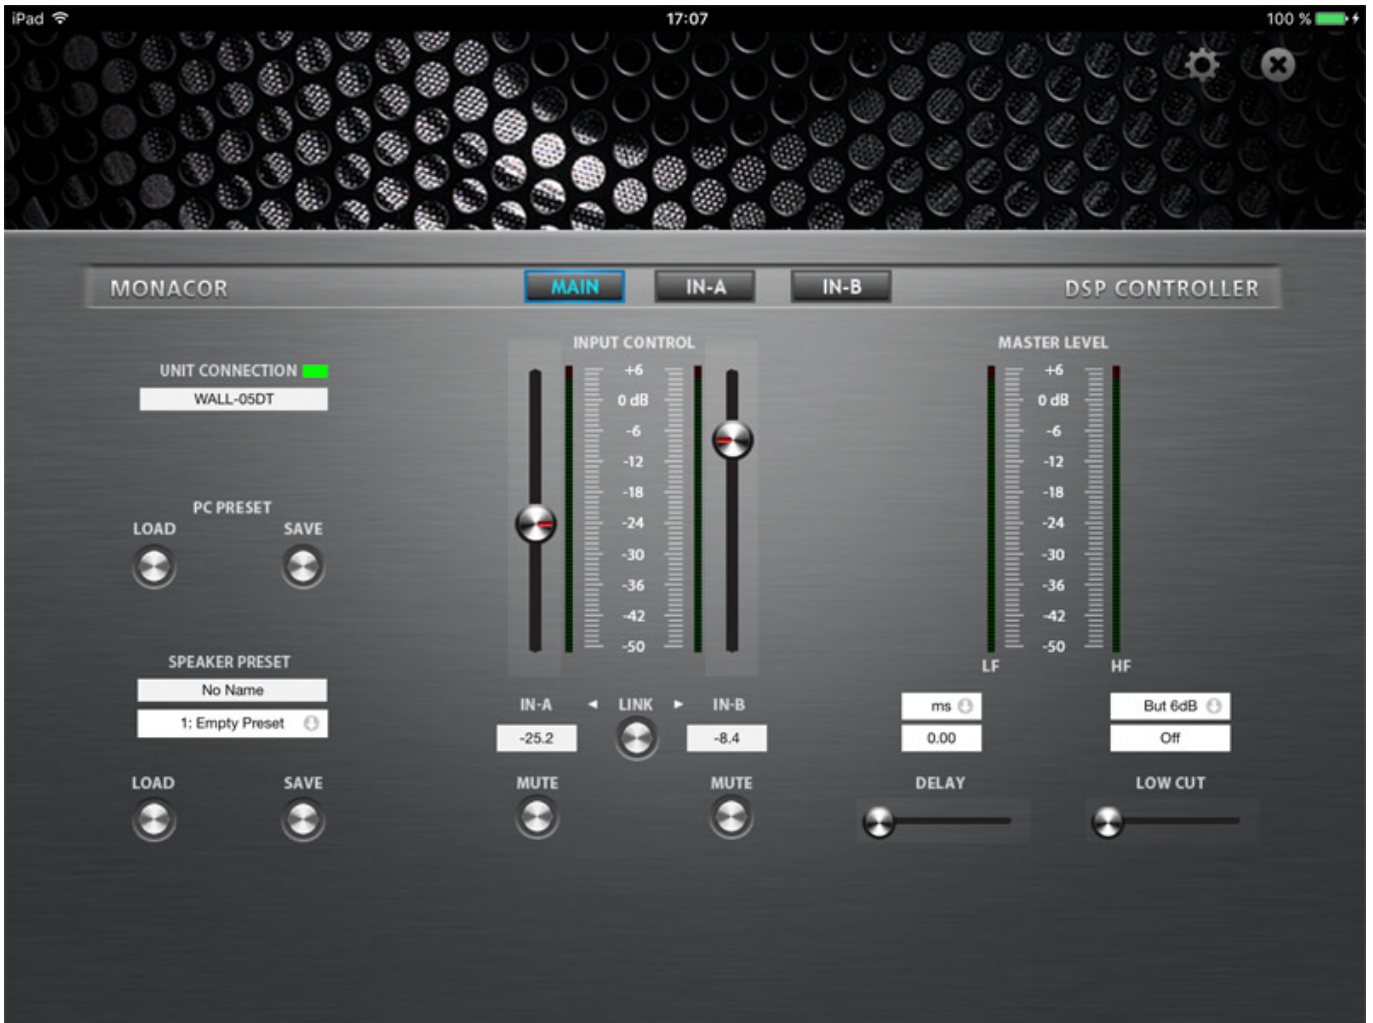 iPad 17:07 100 %
MONACOR MAIN IN-A IN-B DSP CONTROLLER
UNIT CONNECTION
WALL-05DT
PC PRESET
LOAD SAVE
SPEAKER PRESET
No Name
1: Empty Preset
LOAD SAVE
INPUT CONTROL
+6
0 dB
-6
-12
-18
-24
-30
-36
-42
-50
IN-A ◄ LINK ► IN-B
-25.2 -8.4
MUTE MUTE
MASTER LEVEL
+6
0 dB
-6
-12
-18
-24
-30
-36
-42
-50
LF HF
ms But 6dB
0.00 Off
DELAY LOW CUT